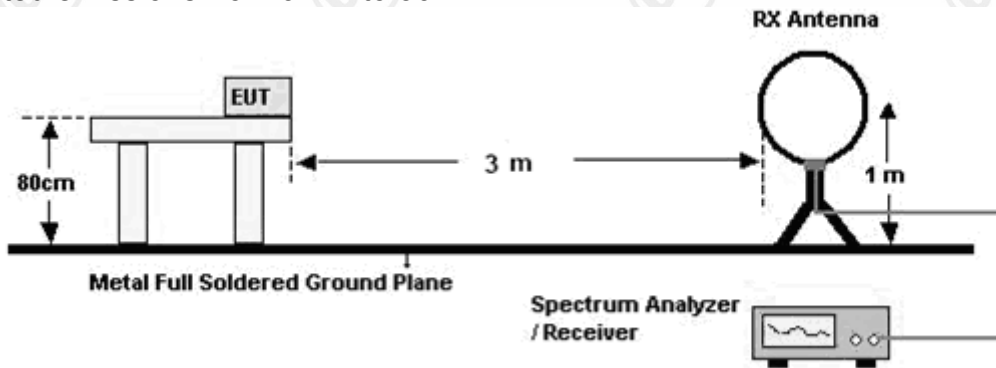 RX Antenna
EUT
80cm
3 m
1 m
Metal Full Soldered Ground Plane
Spectrum Analyzer
/ Receiver